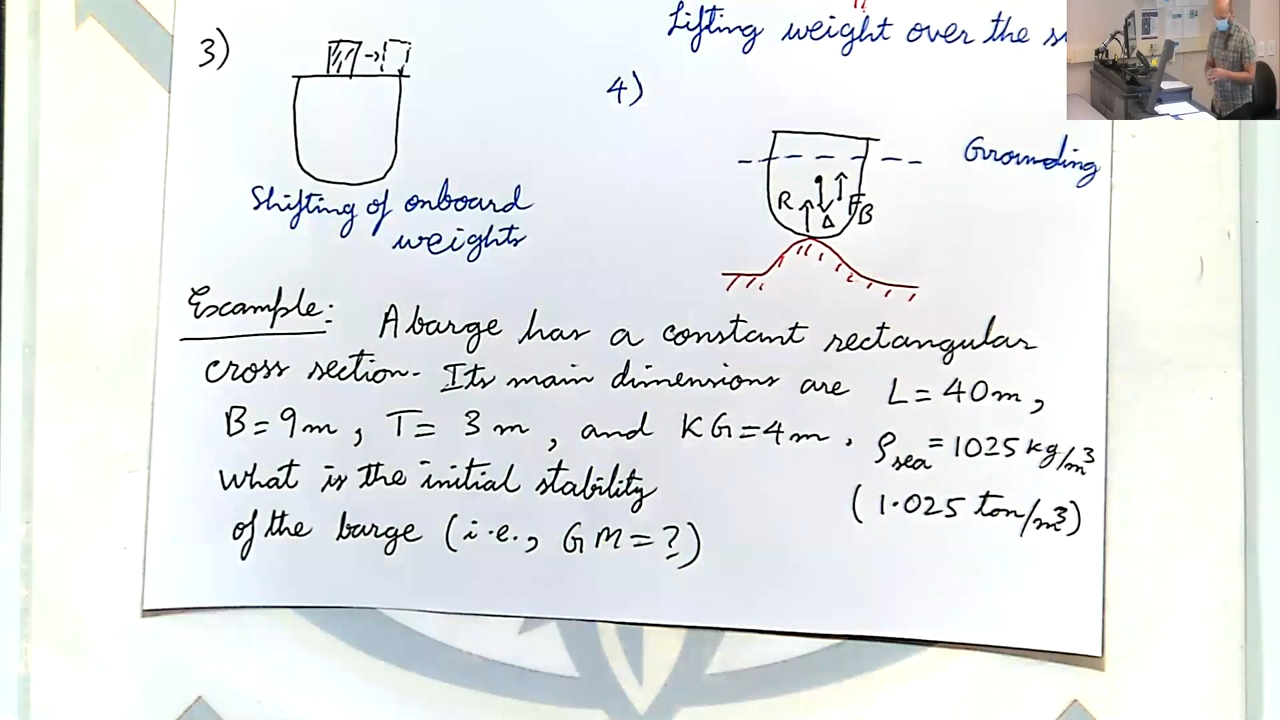 Lifting weight over the
3)
4)
Grounding
R
Δ
FB
Shifting of onboard
weights
Example: A barge has a constant rectangular
cross section. Its main dimensions are L = 40m,
B = 9m, T = 3m, and KG = 4m. ρsea = 1025 kg/m³
What is the initial stability (1.025 ton/m³)
of the barge (i.e., GM = ?)